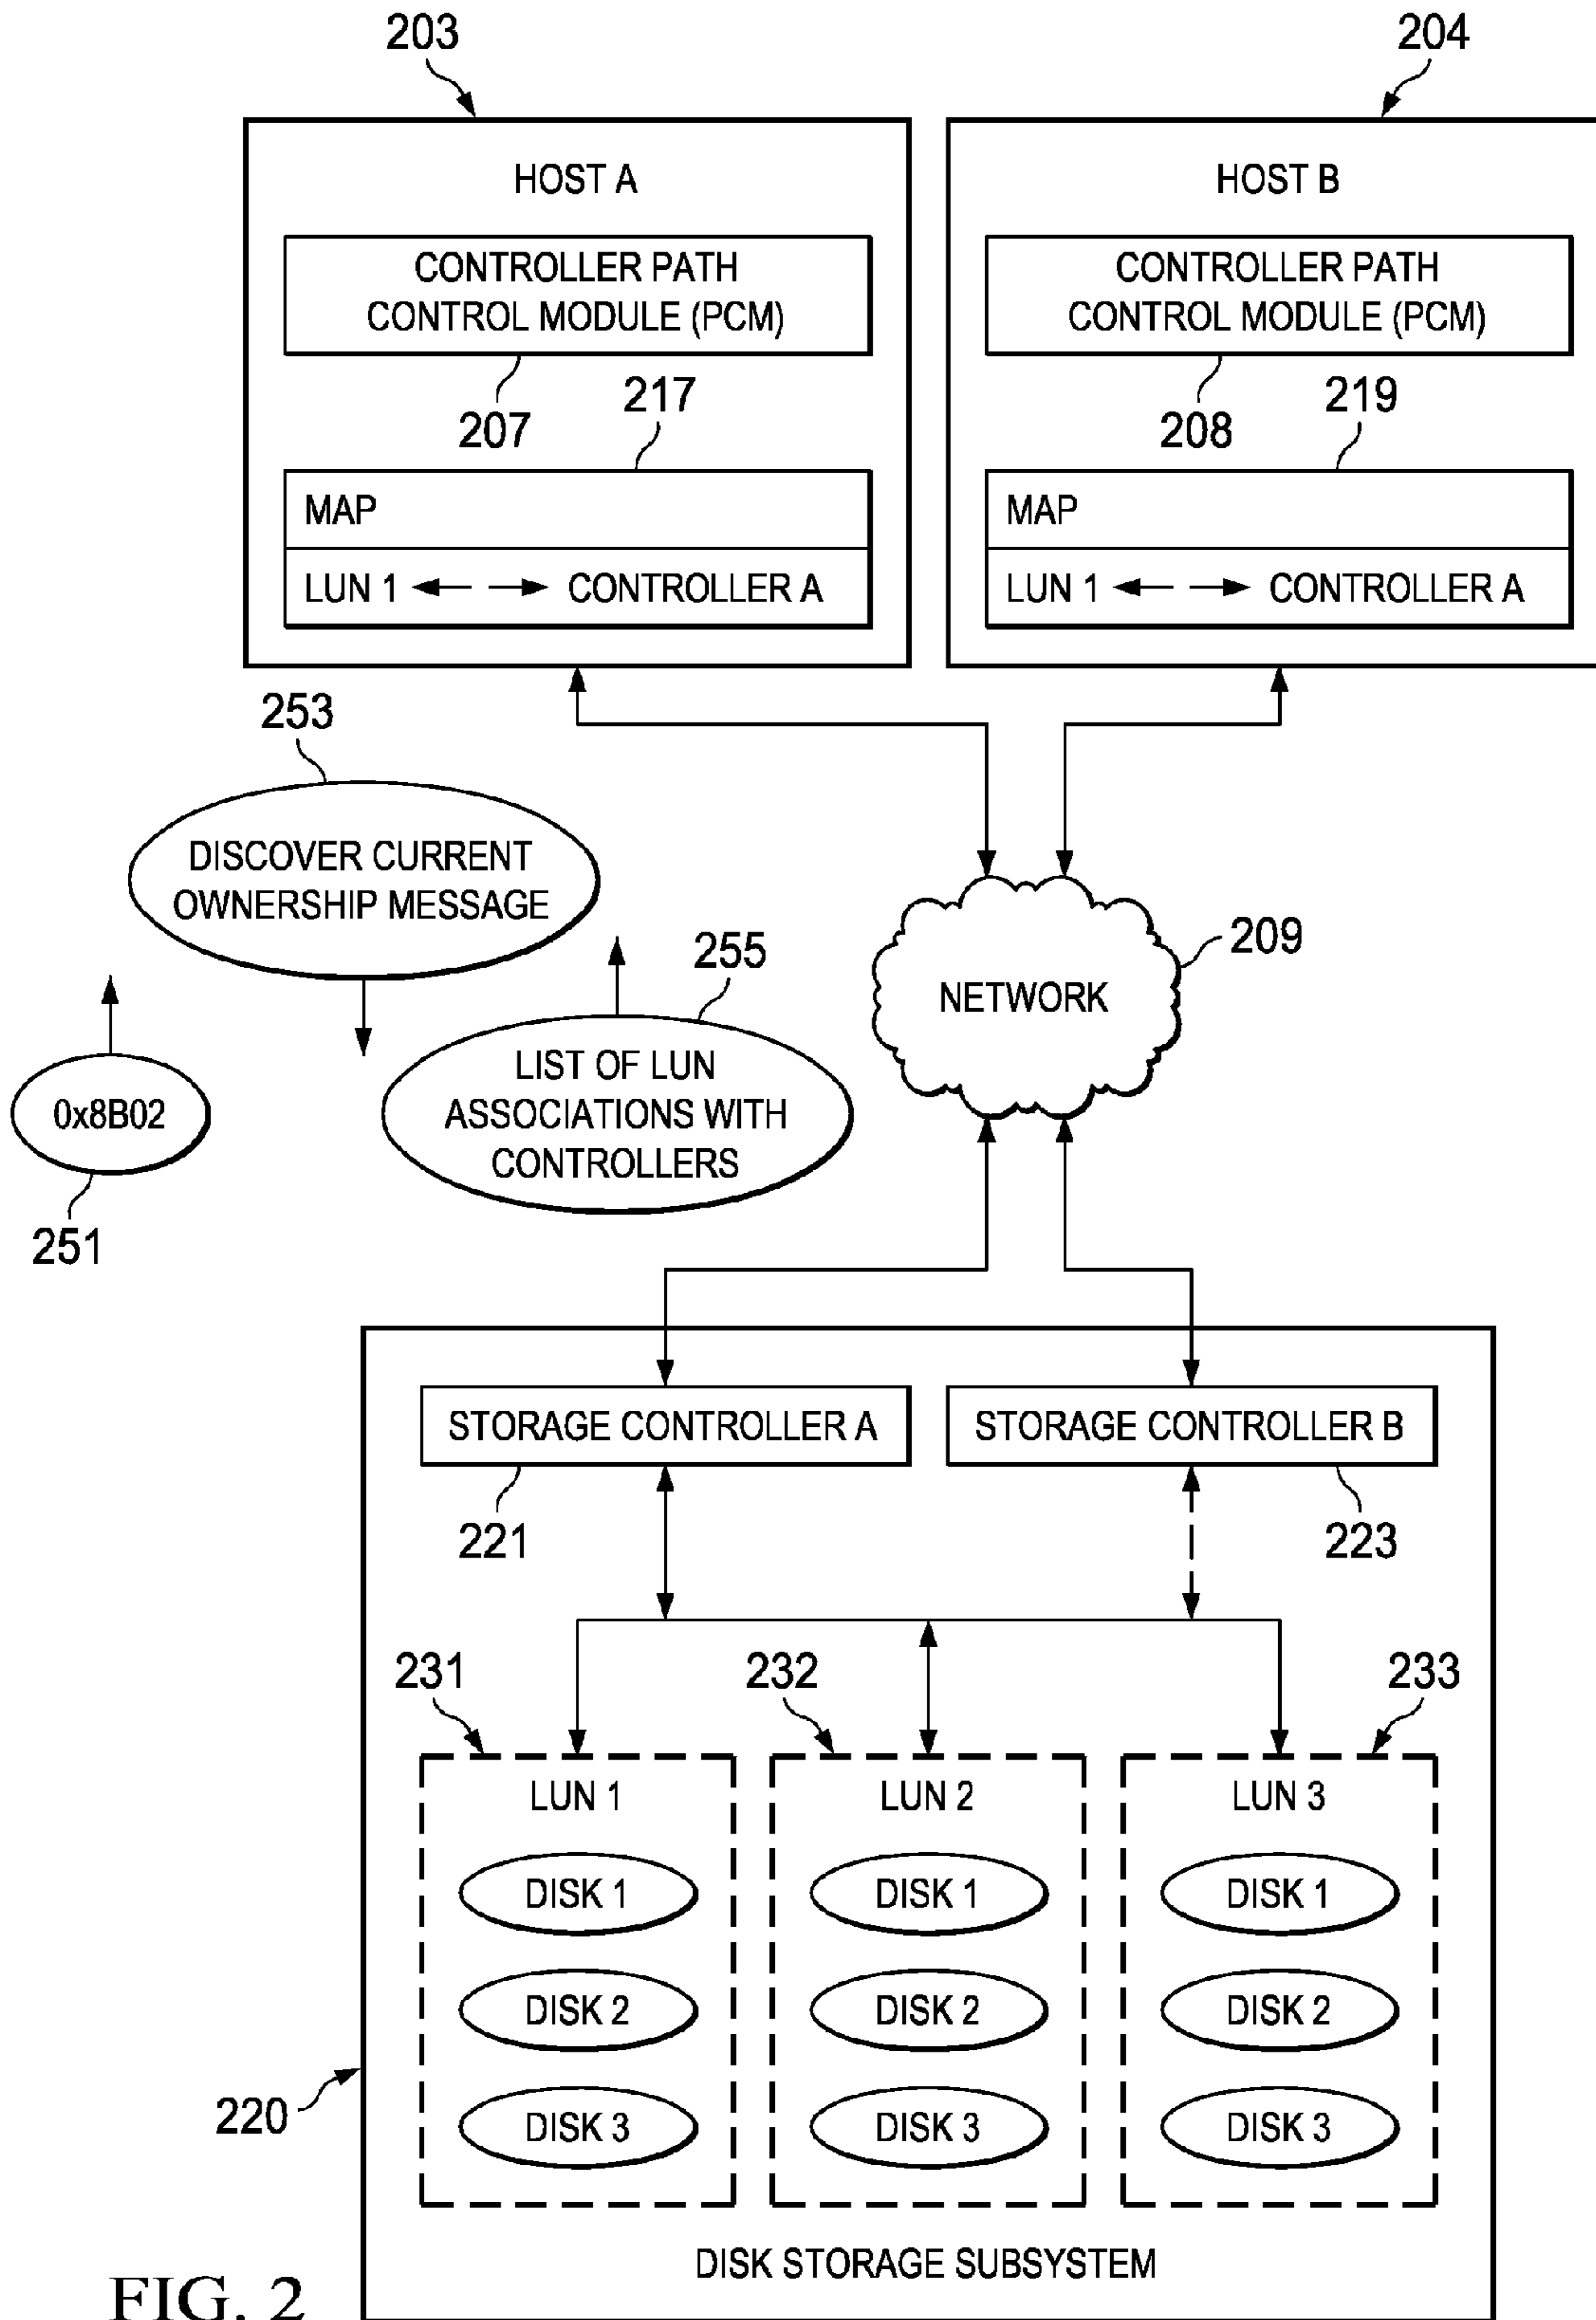 203
204
HOST A
HOST B
CONTROLLER PATH
CONTROL MODULE (PCM)
CONTROLLER PATH
CONTROL MODULE (PCM)
207
217
208
219
MAP
LUN 1 CONTROLLER A
MAP
LUN 1 CONTROLLER A
253
DISCOVER CURRENT
OWNERSHIP MESSAGE
255
LIST OF LUN
ASSOCIATIONS WITH
CONTROLLERS
0x8B02
251
209
NETWORK
STORAGE CONTROLLER A
STORAGE CONTROLLER B
221
223
231
232
233
LUN 1
LUN 2
LUN 3
DISK 1
DISK 1
DISK 1
DISK 2
DISK 2
DISK 2
DISK 3
DISK 3
DISK 3
220
DISK STORAGE SUBSYSTEM
FIG. 2